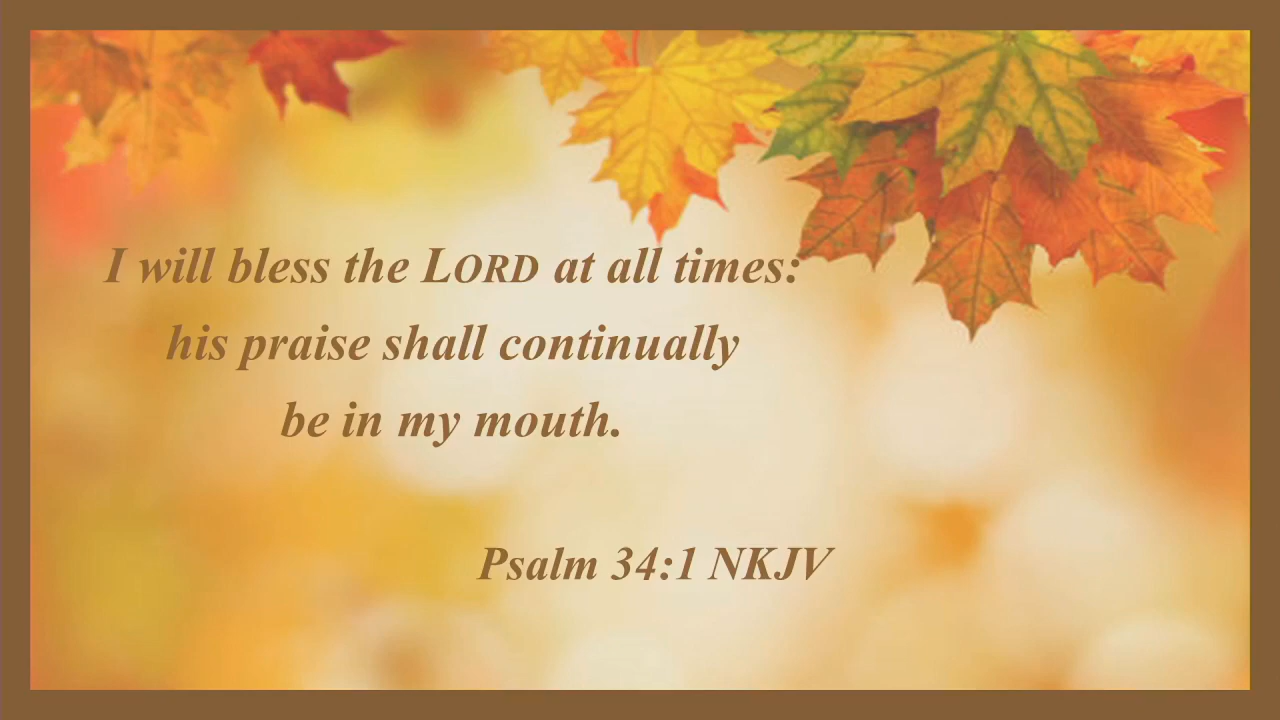 I will bless the LORD at all times:
his praise shall continually
be in my mouth.
Psalm 34:1 NKJV